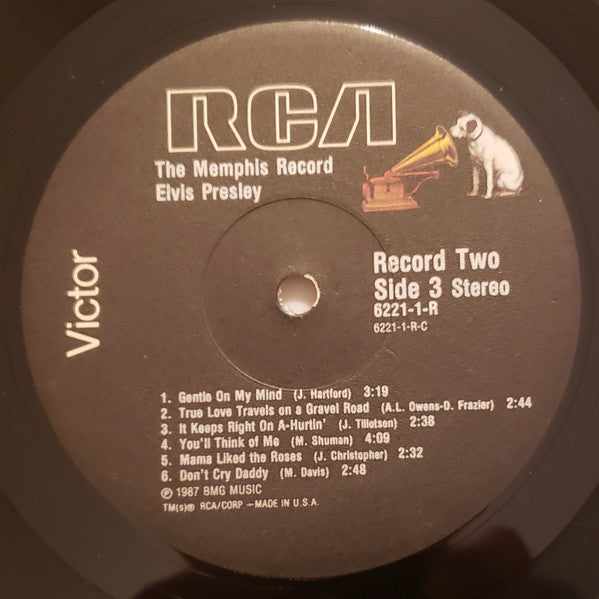 RCA
The Memphis Record
Elvis Presley
Victor
Record Two
Side 3 Stereo
6221-1-R
6221-1-R-C
1. Gentle On My Mind (J. Hartford) 3:19
2. True Love Travels on a Gravel Road (A.L. Owens-D. Frazier) 2:44
3. It Keeps Right On A-Hurtin' (J. Tillotson) 2:38
4. You'll Think of Me (M. Shuman) 4:09
5. Mama Liked the Roses (J. Christopher) 2:32
6. Don't Cry Daddy (M. Davis) 2:48
℗ 1987 BMG MUSIC
TM(s)® RCA/CORP —MADE IN U.S.A.